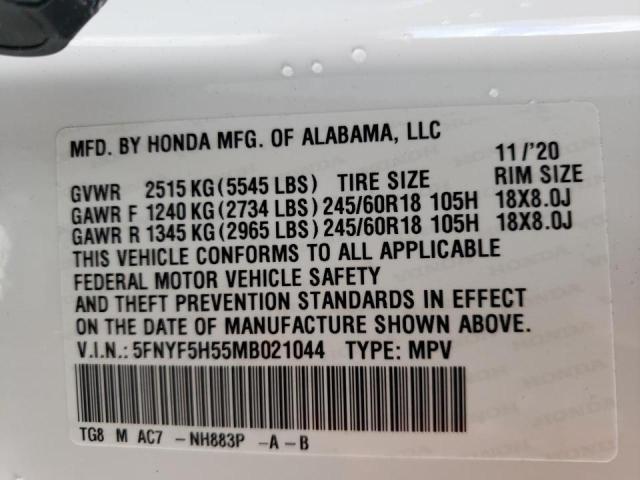 MFD. BY HONDA MFG. OF ALABAMA, LLC 11/'20
GVWR 2515 KG (5545 LBS) TIRE SIZE RIM SIZE
GAWR F 1240 KG (2734 LBS) 245/60R18 105H 18X8.0J
GAWR R 1345 KG (2965 LBS) 245/60R18 105H 18X8.0J
THIS VEHICLE CONFORMS TO ALL APPLICABLE
FEDERAL MOTOR VEHICLE SAFETY
AND THEFT PREVENTION STANDARDS IN EFFECT
ON THE DATE OF MANUFACTURE SHOWN ABOVE.
V.I.N.: 5FNYF5H55MB021044 TYPE: MPV
TG8 M AC7 -NH883P -A-B